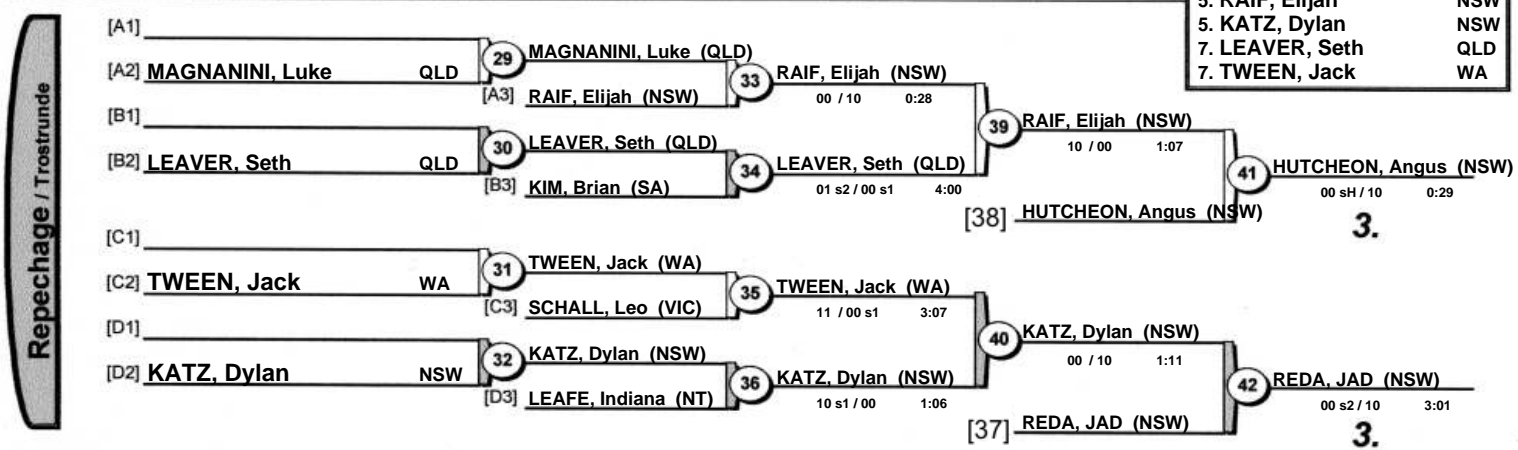 5. RAIF, Elijah NSW
5. KATZ, Dylan NSW
7. LEAVER, Seth QLD
7. TWEEN, Jack WA
Repechage / Trostrunde
[A1]
[A2] MAGNANINI, Luke QLD
29
MAGNANINI, Luke (QLD)
[A3] RAIF, Elijah (NSW)
33
RAIF, Elijah (NSW)
00 / 10 0:28
[B1]
[B2] LEAVER, Seth QLD
30
LEAVER, Seth (QLD)
[B3] KIM, Brian (SA)
34
LEAVER, Seth (QLD)
01 s2 / 00 s1 4:00
39
RAIF, Elijah (NSW)
10 / 00 1:07
[38] HUTCHEON, Angus (NSW)
41
HUTCHEON, Angus (NSW)
00 sH / 10 0:29
3.
[C1]
[C2] TWEEN, Jack WA
31
TWEEN, Jack (WA)
[C3] SCHALL, Leo (VIC)
35
TWEEN, Jack (WA)
11 / 00 s1 3:07
[D1]
[D2] KATZ, Dylan NSW
32
KATZ, Dylan (NSW)
[D3] LEAFE, Indiana (NT)
36
KATZ, Dylan (NSW)
10 s1 / 00 1:06
40
KATZ, Dylan (NSW)
00 / 10 1:11
[37] REDA, JAD (NSW)
42
REDA, JAD (NSW)
00 s2 / 10 3:01
3.